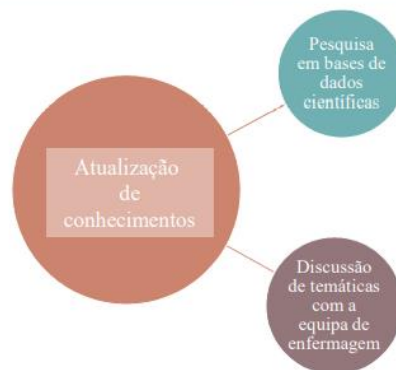 Pesquisa
em bases de
dados
científicas
Atualização
de
conhecimentos
Discussão
de temáticas
com a
equipa de
enfermagem